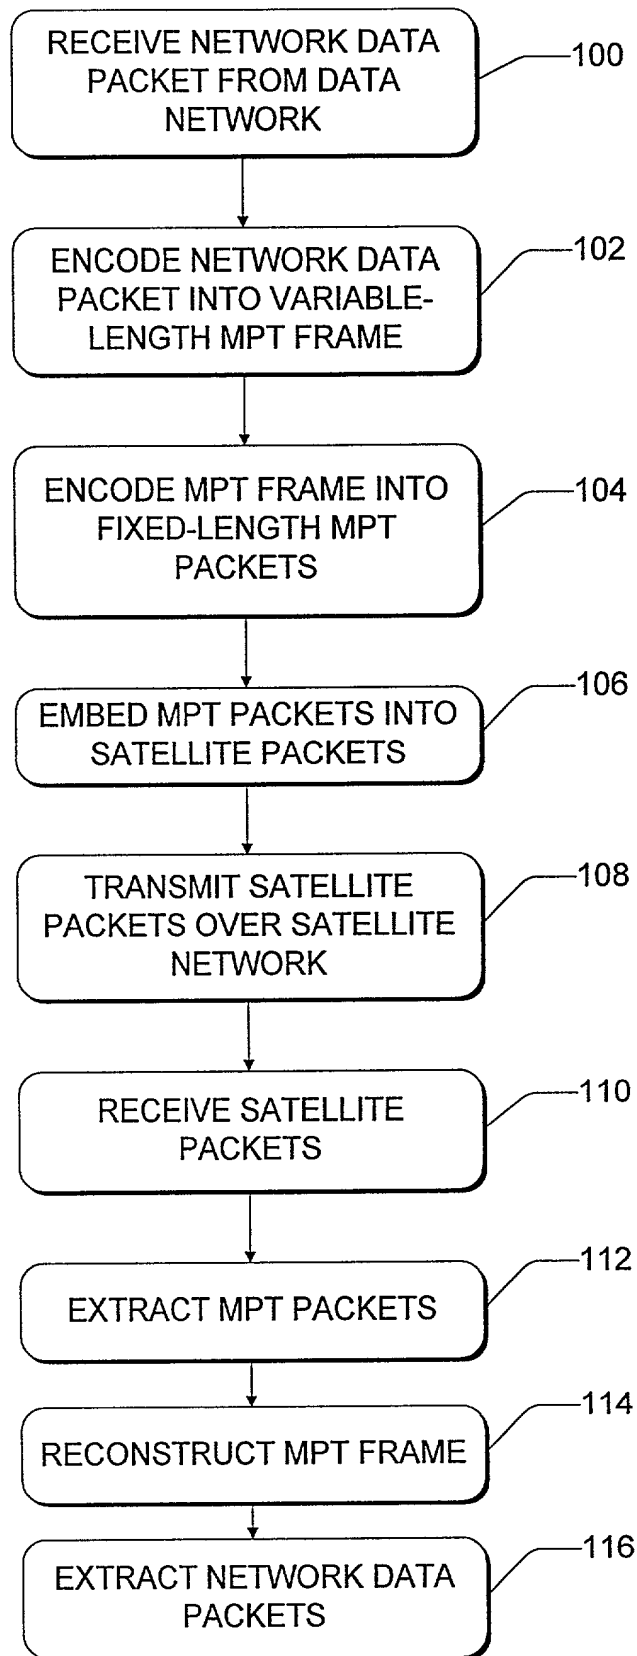 RECEIVE NETWORK DATA
PACKET FROM DATA
NETWORK
100
ENCODE NETWORK DATA
PACKET INTO VARIABLE-
LENGTH MPT FRAME
102
ENCODE MPT FRAME INTO
FIXED-LENGTH MPT
PACKETS
104
EMBED MPT PACKETS INTO
SATELLITE PACKETS
106
TRANSMIT SATELLITE
PACKETS OVER SATELLITE
NETWORK
108
RECEIVE SATELLITE
PACKETS
110
EXTRACT MPT PACKETS
112
RECONSTRUCT MPT FRAME
114
EXTRACT NETWORK DATA
PACKETS
116